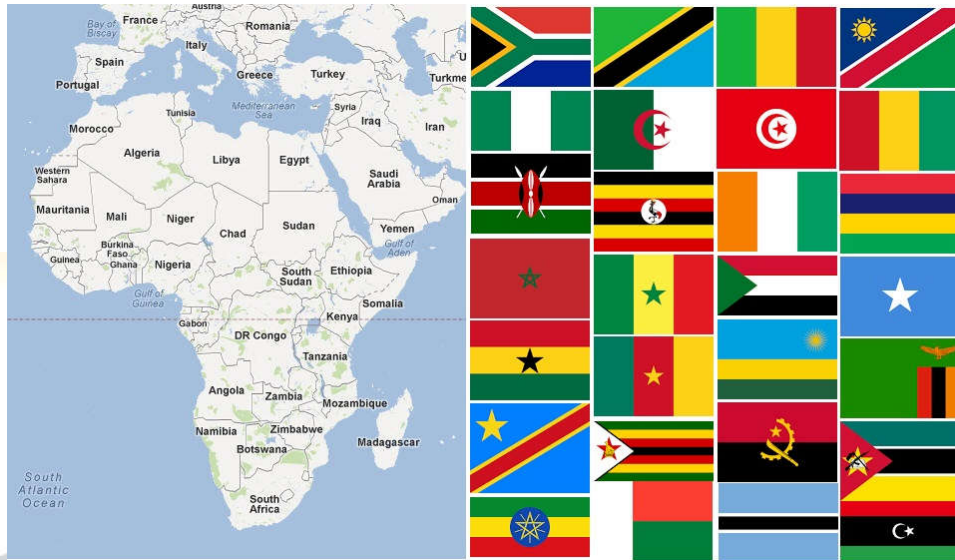 Austria
France
Bay of
Biscay
Romania
Italy
Spain
Portugal
Greece
Turkey
Turkme
Mediterranean
Sea
Tunisia
Syria
Iraq
Iran
Morocco
Algeria
Libya
Egypt
Western
Sahara
Saudi
Arabia
Oman
Mauritania
Mali
Niger
Chad
Sudan
Yemen
Gulf of
Aden
Burkina
Faso
Guinea
Ghana
Nigeria
South
Sudan
Ethiopia
Gulf of
Guinea
Somalia
Gabon
Kenya
DR Congo
Tanzania
Angola
Zambia
Mozambique
Namibia
Zimbabwe
Botswana
Madagascar
South
Atlantic
Ocean
South
Africa